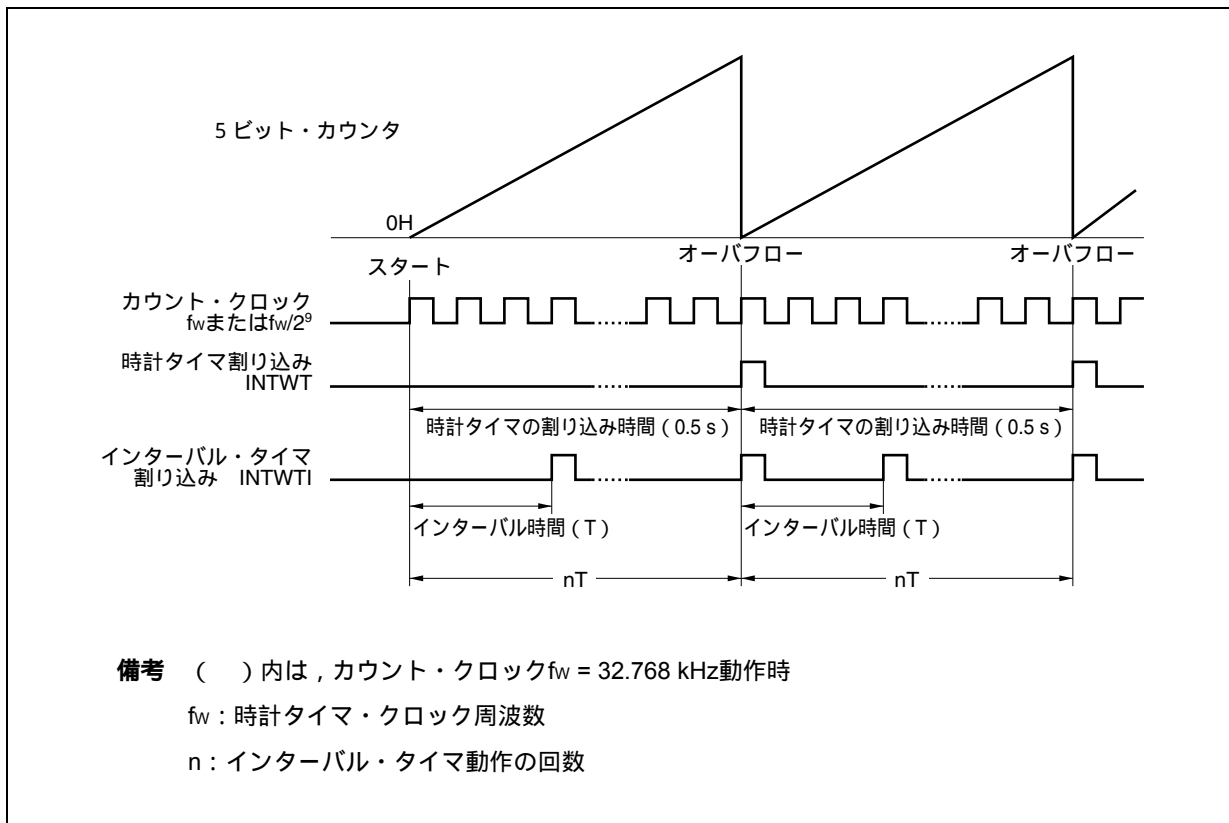 5 ビット・カウンタ
0H
スタート
オーバフロー
オーバフロー
カウント・クロック
fwまたはfw/2⁹
時計タイマ割り込み
INTWT
時計タイマの割り込み時間（0.5 s）
時計タイマの割り込み時間（0.5 s）
インターバル・タイマ
割り込み　INTWTI
インターバル時間（T）
インターバル時間（T）
nT
nT
備考　（　）内は，カウント・クロックfw = 32.768 kHz動作時
fw：時計タイマ・クロック周波数
n：インターバル・タイマ動作の回数